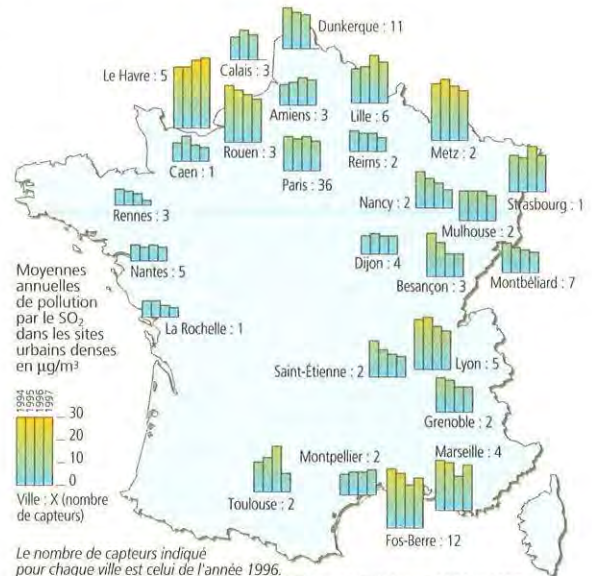 Dunkerque : 11
Calais : 3
Le Havre : 5
Amiens : 3
Lille : 6
Rouen : 3
Metz : 2
Caen : 1
Paris : 36
Reims : 2
Strasbourg : 1
Nancy : 2
Rennes : 3
Mulhouse : 2
Nantes : 5
Dijon : 4
Besançon : 3
Montbéliard : 7
Moyennes
annuelles
de pollution
par le SO₂
dans les sites
urbains denses
en µg/m³
La Rochelle : 1
Saint-Étienne : 2
Lyon : 5
Grenoble : 2
1994
1995
1996
1997
30
20
10
0
Ville : X (nombre
de capteurs)
Montpellier : 2
Marseille : 4
Toulouse : 2
Fos-Berre : 12
Le nombre de capteurs indiqué
pour chaque ville est celui de l'année 1996.